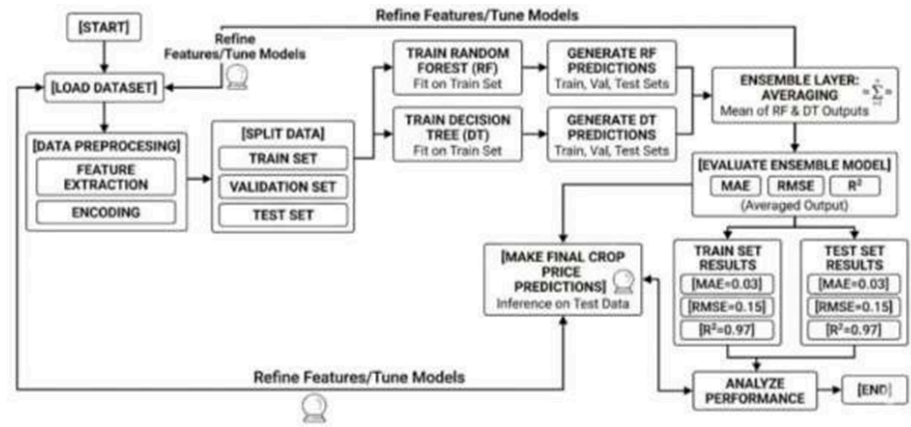 Refine Features/Tune Models
[START]
Refine
Features/Tune Models
[LOAD DATASET]
[DATA PREPROCESING]
FEATURE
EXTRACTION
ENCODING
[SPLIT DATA]
TRAIN SET
VALIDATION SET
TEST SET
TRAIN RANDOM
FOREST (RF)
Fit on Train Set
GENERATE RF
PREDICTIONS
Train, Val, Test Sets
TRAIN DECISION
TREE (DT)
Fit on Train Set
GENERATE DT
PREDICTIONS
Train, Val, Test Sets
ENSEMBLE LAYER:
AVERAGING
Mean of RF & DT Outputs
[EVALUATE ENSEMBLE MODEL]
MAE RMSE R²
(Averaged Output)
[MAKE FINAL CROP
PRICE
PREDICTIONS]
Inference on Test Data
TRAIN SET
RESULTS
[MAE=0.03]
[RMSE=0.15]
[R²=0.97]
TEST SET
RESULTS
[MAE=0.03]
[RMSE=0.15]
[R²=0.97]
Refine Features/Tune Models
ANALYZE
PERFORMANCE
[END]